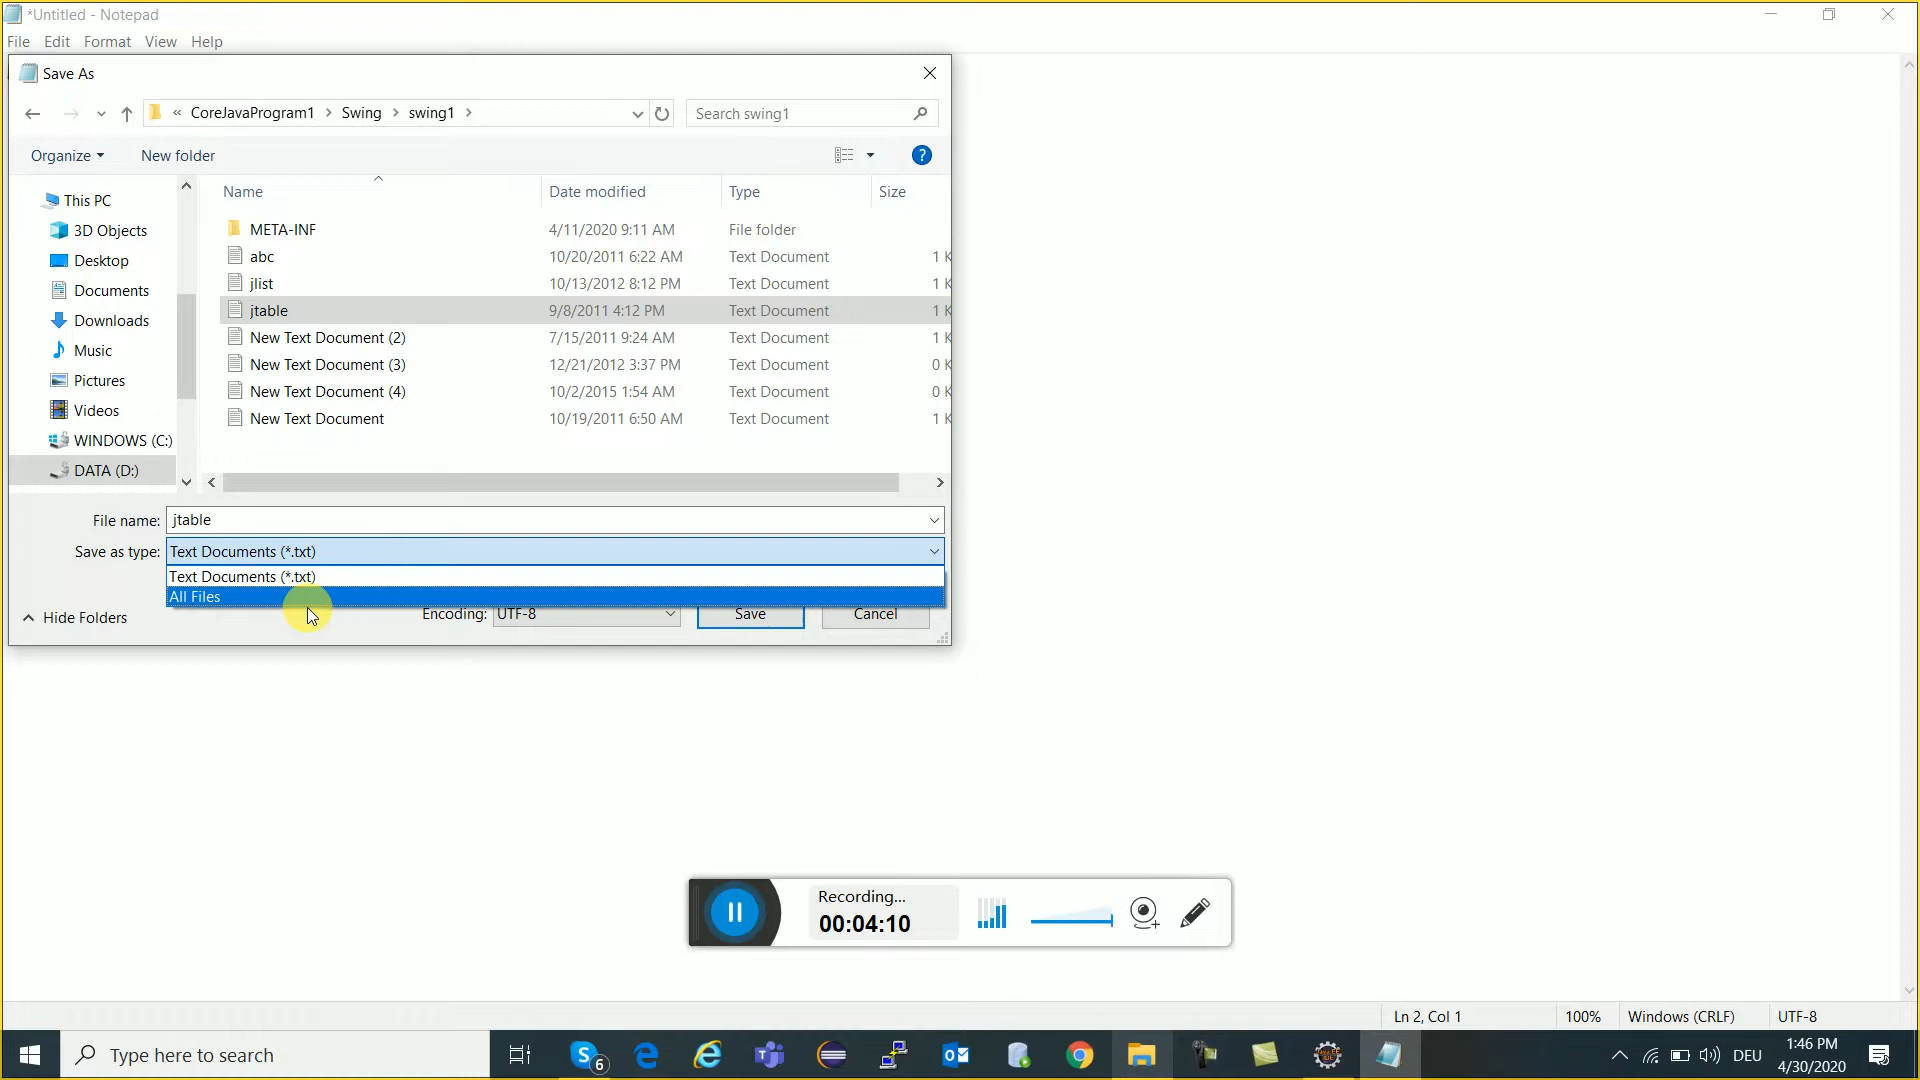 *Untitled - Notepad
File Edit Format View Help
Save As
« CoreJavaProgram1 > Swing > swing1 >
Search swing1
Organize
New folder
?
Name Date modified Type Size
This PC
3D Objects
Desktop
Documents
Downloads
Music
Pictures
Videos
WINDOWS (C:)
DATA (D:)
META-INF 4/11/2020 9:11 AM File folder
abc 10/20/2011 6:22 AM Text Document 1 K
jlist 10/13/2012 8:12 PM Text Document 1 K
jtable 9/8/2011 4:12 PM Text Document 1 K
New Text Document (2) 7/15/2011 9:24 AM Text Document 1 K
New Text Document (3) 12/21/2012 3:37 PM Text Document 0 K
New Text Document (4) 10/2/2015 1:54 AM Text Document 0 K
New Text Document 10/19/2011 6:50 AM Text Document 1 K
File name: jtable
Save as type: Text Documents (*.txt)
Text Documents (*.txt)
All Files
Hide Folders
Encoding: UTF-8
Save
Cancel
Recording...
00:04:10
Ln 2, Col 1 100% Windows (CRLF) UTF-8
Type here to search
6
DEU
1:46 PM
4/30/2020